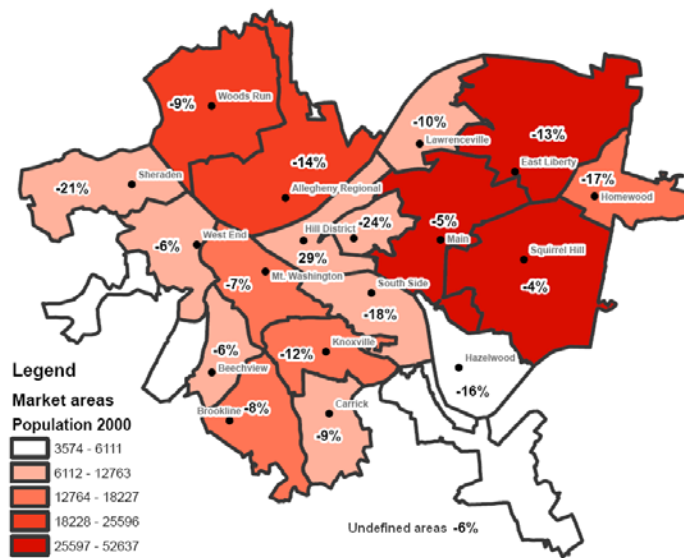 -9%
Woods Run
-10%
Lawrenceville
-13%
East Liberty
-14%
Allegheny Regional
-21%
Sheraden
-17%
Homewood
-24%
Hill District
29%
-5%
Main
West End
-6%
Squirrel Hill
-4%
Mt. Washington
-7%
South Side
-18%
Knoxville
-12%
-6%
Beechview
Hazelwood
-16%
Brookline
-8%
Carrick
-9%
Legend
Market areas
Population 2000
3574 - 6111
6112 - 12763
12764 - 18227
18228 - 25596
25597 - 52637
Undefined areas -6%